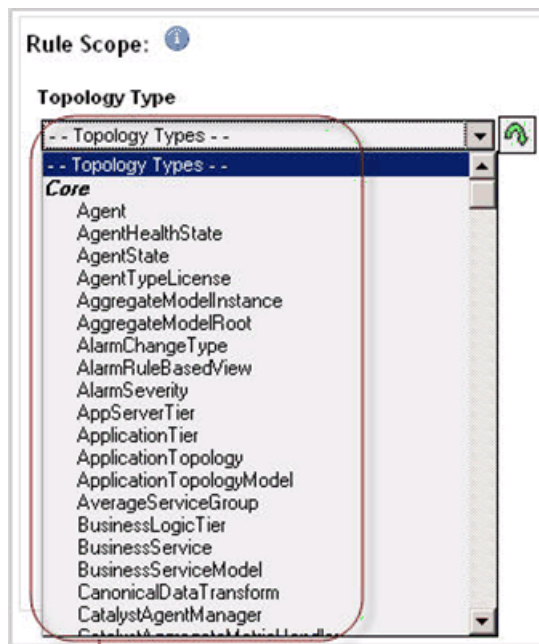 Rule Scope:
Topology Type
- - Topology Types - -
- - Topology Types - -
Core
Agent
AgentHealthState
AgentState
AgentTypeLicense
AggregateModelInstance
AggregateModelRoot
AlarmChangeType
AlarmRuleBasedView
AlarmSeverity
AppServerTier
ApplicationTier
ApplicationTopology
ApplicationTopologyModel
AverageServiceGroup
BusinessLogicTier
BusinessService
BusinessServiceModel
CanonicalDataTransform
CatalystAgentManager